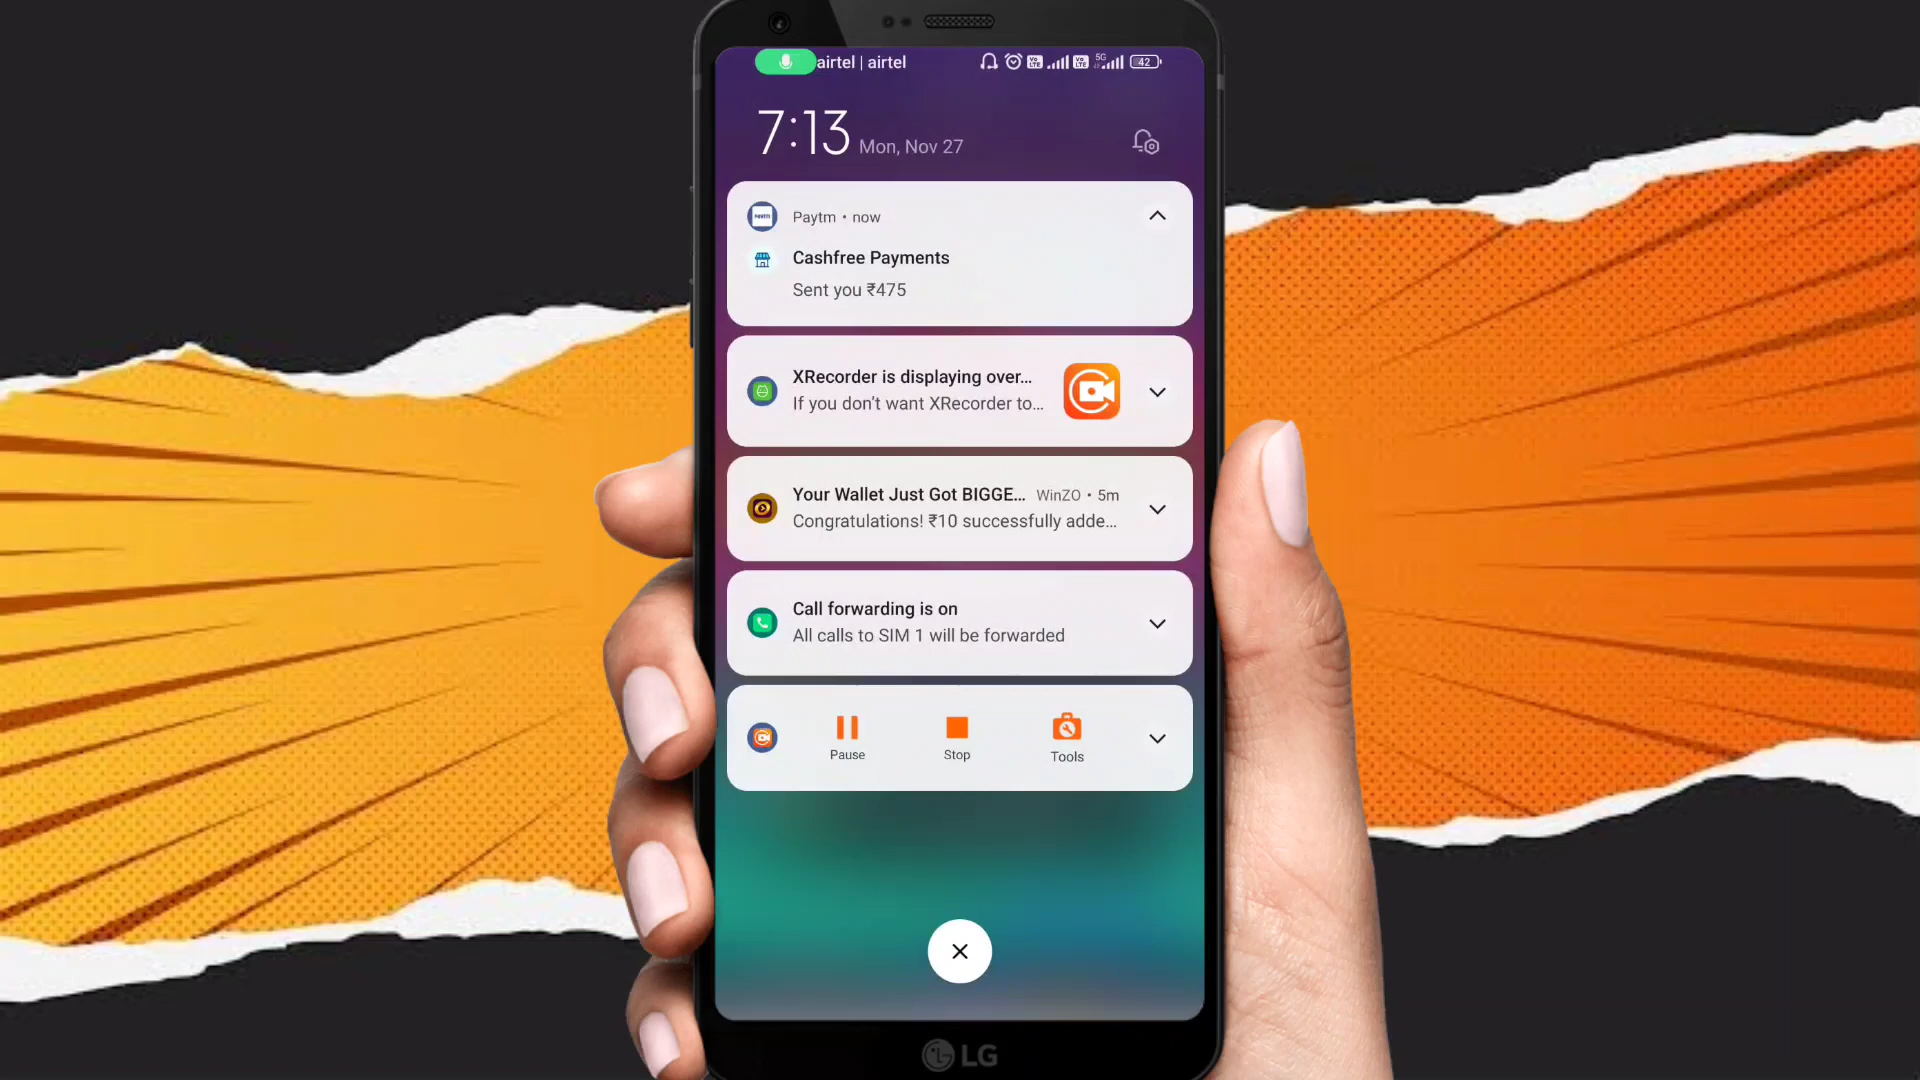 airtel | airtel
5G
42
7:13 Mon, Nov 27
Paytm • now
Cashfree Payments
Sent you ₹475
XRecorder is displaying over...
If you don't want XRecorder to...
Your Wallet Just Got BIGGE... WinZO • 5m
Congratulations! ₹10 successfully adde...
Call forwarding is on
All calls to SIM 1 will be forwarded
Pause
Stop
Tools
LG